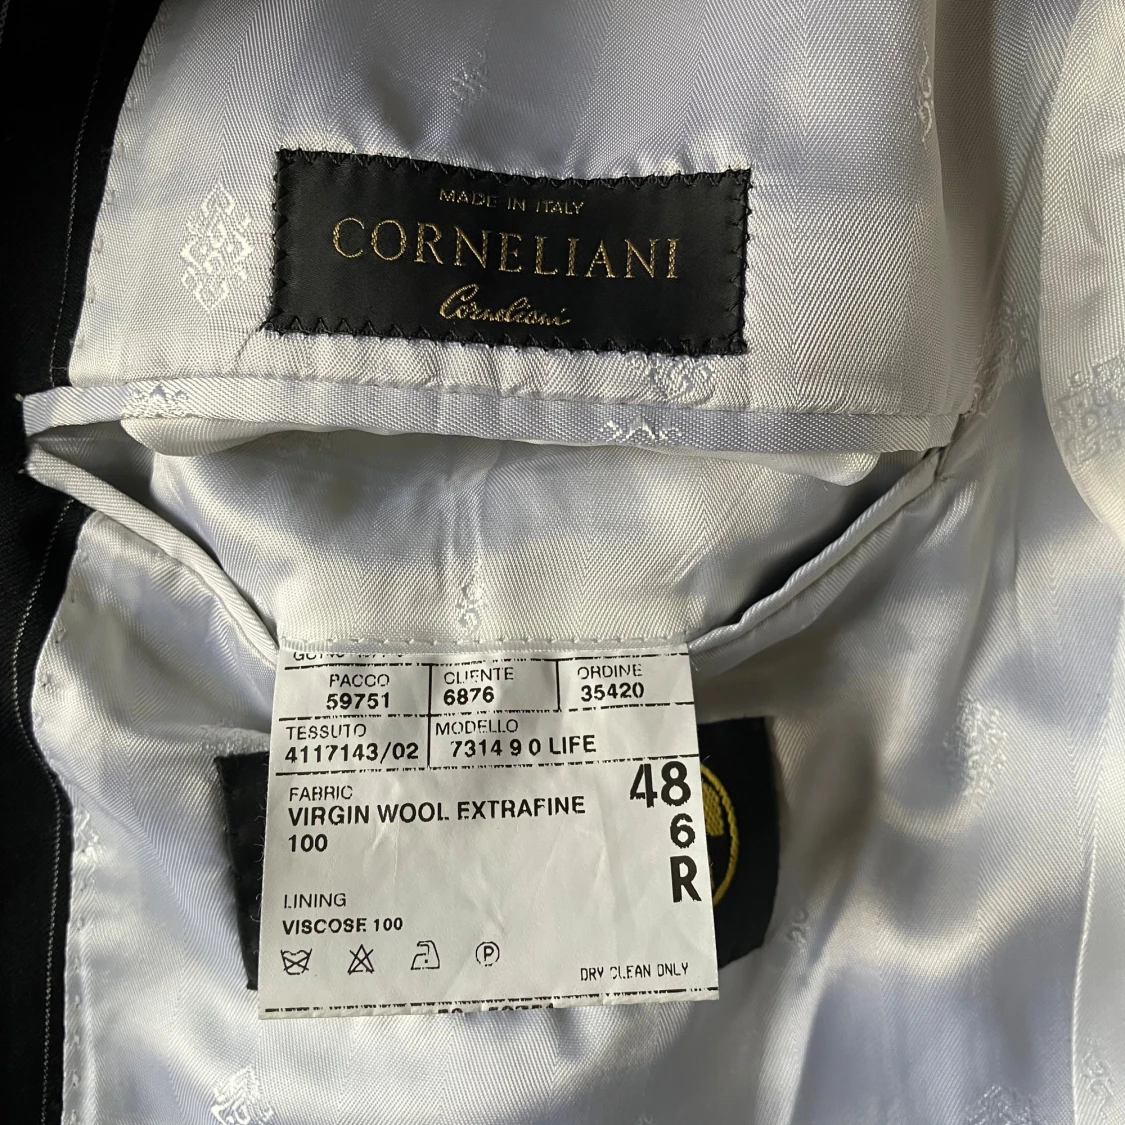 MADE IN ITALY
CORNELIANI
Corneliani
PACCO CLIENTE ORDINE
59751 6876 35420
TESSUTO MODELLO
4117143/02 7314 9 0 LIFE
FABRIC
VIRGIN WOOL EXTRAFINE
100
48
6
R
LINING
VISCOSE 100
P
DRY CLEAN ONLY